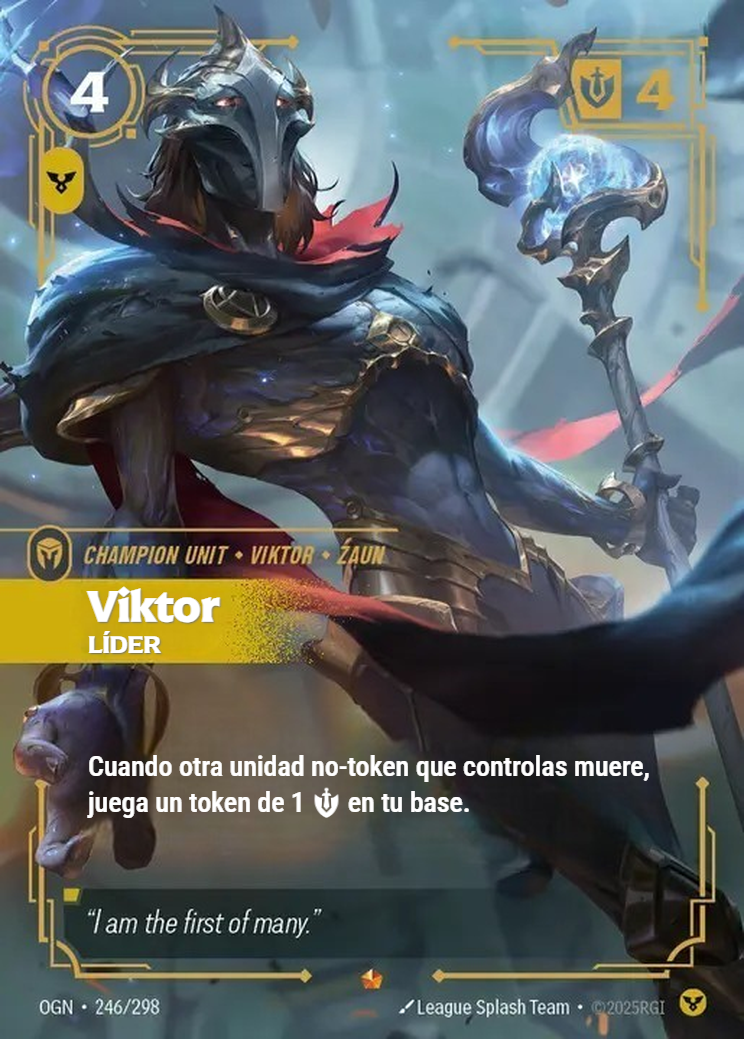 4
4
CHAMPION UNIT • VIKTOR • ŹAUN
Viktor
LÍDER
Cuando otra unidad no-token que controlas muere,
juega un token de 1 en tu base.
“I am the first of many.”
OGN • 246/298
League Splash Team • ©2025RGI